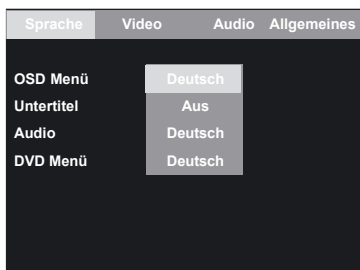 Sprache Video Audio Allgemeines
OSD Menü Deutsch
Untertitel Aus
Audio Deutsch
DVD Menü Deutsch